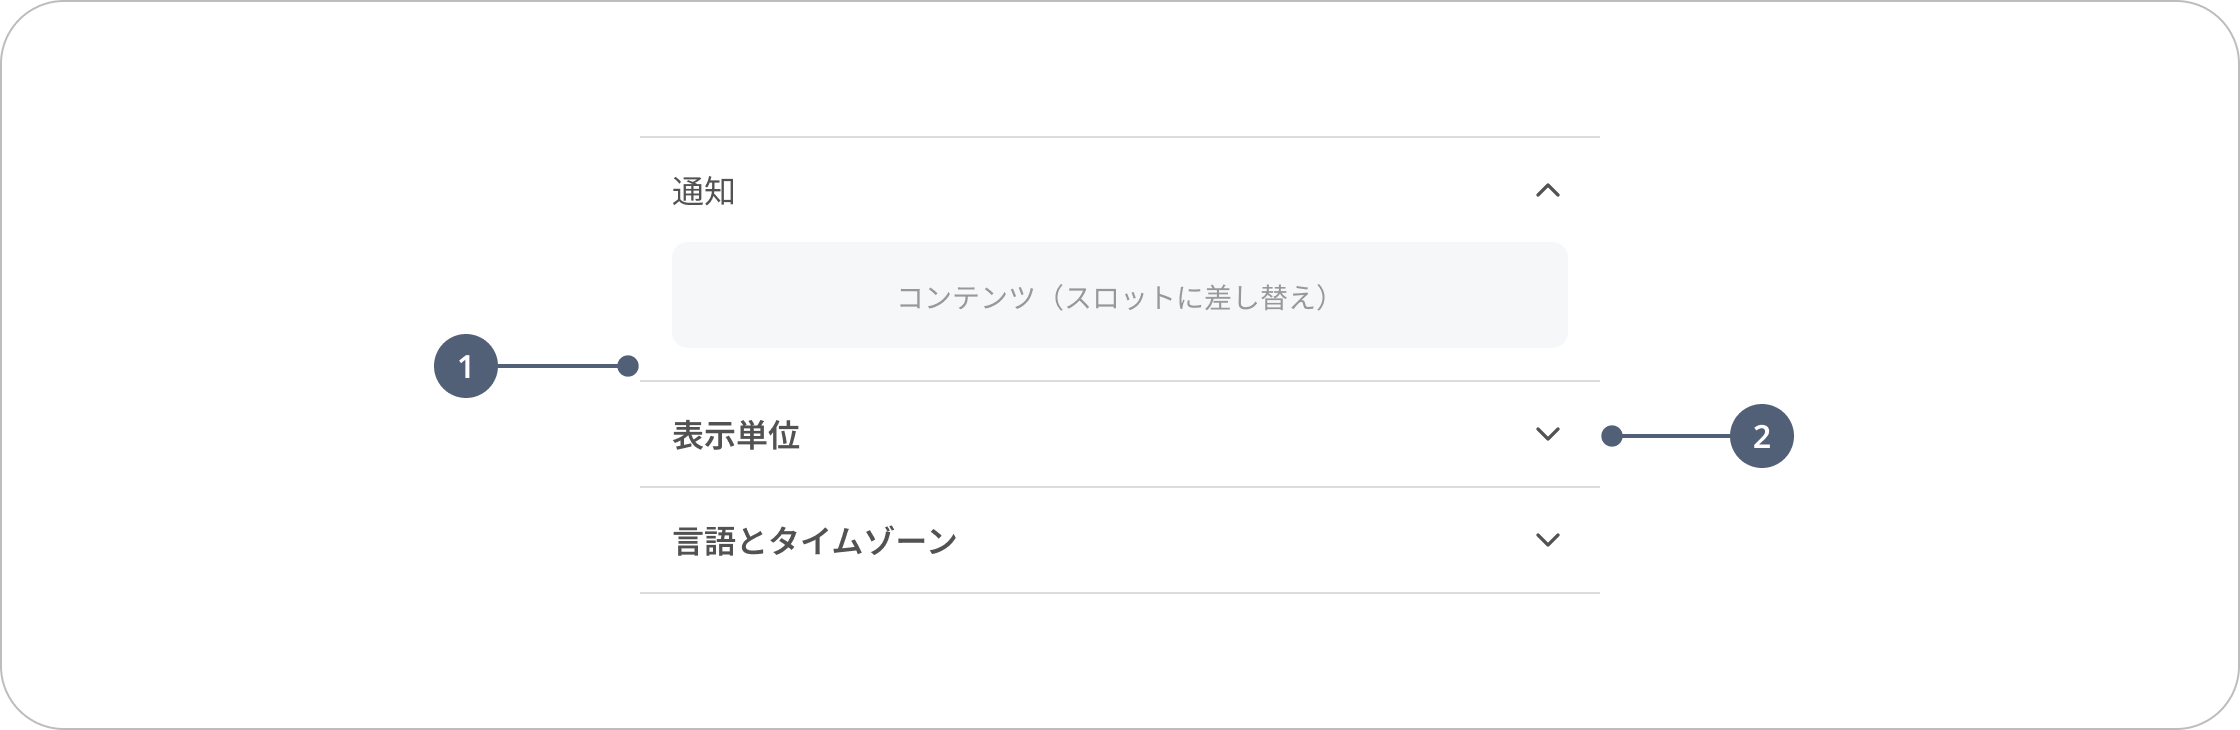 通知
コンテンツ（スロットに差し替え）
1
表示単位
2
言語とタイムゾーン